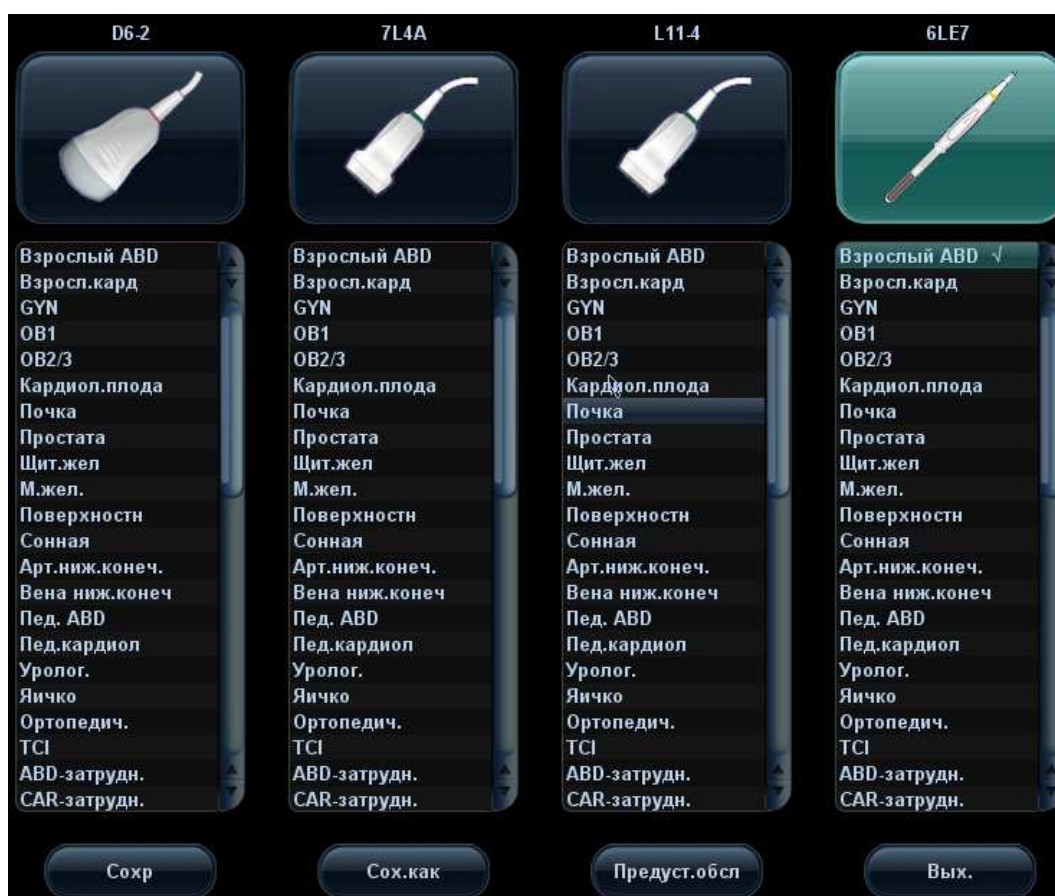 D6-2
7L4A
L11-4
6LE7
Взрослый ABD
Взросл.кард
GYN
OB1
OB2/3
Кардиол.плода
Почка
Простата
Щит.жел
М.жел.
Поверхностн
Сонная
Арт.ниж.конеч.
Вена ниж.конеч
Пед. ABD
Пед.кардиол
Уролог.
Яичко
Ортопедич.
TCI
ABD-затрудн.
CAR-затрудн.
Взрослый ABD
Взросл.кард
GYN
OB1
OB2/3
Кардиол.плода
Почка
Простата
Щит.жел
М.жел.
Поверхностн
Сонная
Арт.ниж.конеч.
Вена ниж.конеч
Пед. ABD
Пед.кардиол
Уролог.
Яичко
Ортопедич.
TCI
ABD-затрудн.
CAR-затрудн.
Взрослый ABD
Взросл.кард
GYN
OB1
OB2/3
Кардиол.плода
Почка
Простата
Щит.жел
М.жел.
Поверхностн
Сонная
Арт.ниж.конеч.
Вена ниж.конеч
Пед. ABD
Пед.кардиол
Уролог.
Яичко
Ортопедич.
TCI
ABD-затрудн.
CAR-затрудн.
Взрослый ABD √
Взросл.кард
GYN
OB1
OB2/3
Кардиол.плода
Почка
Простата
Щит.жел
М.жел.
Поверхностн
Сонная
Арт.ниж.конеч.
Вена ниж.конеч
Пед. ABD
Пед.кардиол
Уролог.
Яичко
Ортопедич.
TCI
ABD-затрудн.
CAR-затрудн.
Сохр
Сох.как
Предуст.обсл
Вых.